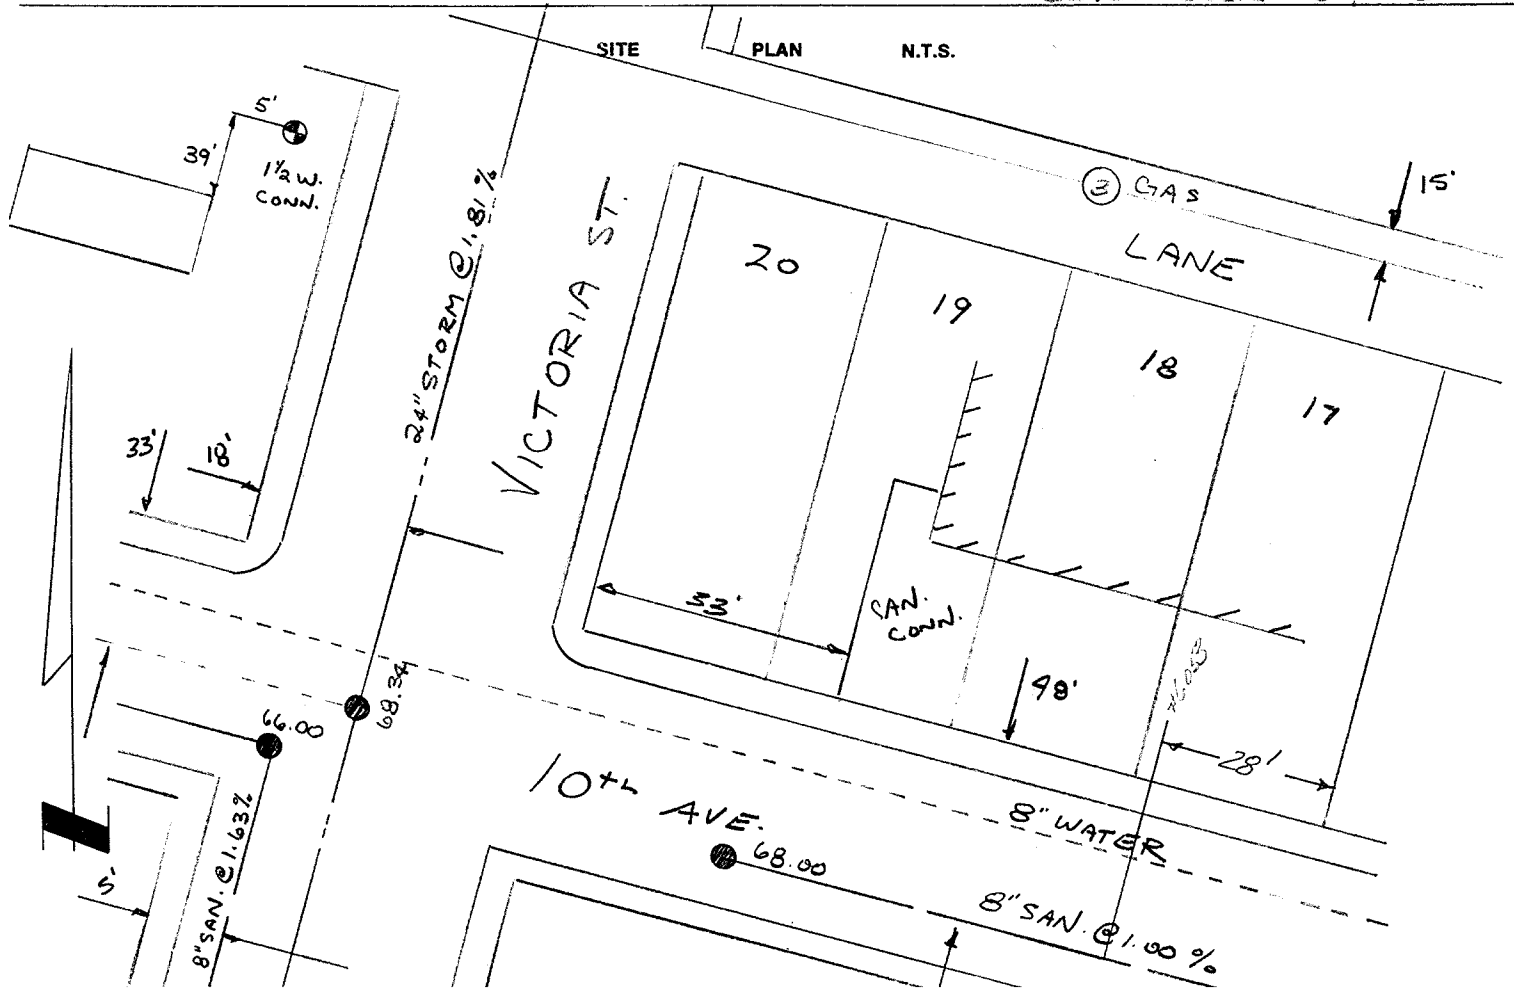 SITE PLAN N.T.S.
5'
39'
1½ W.
CONN.
③ GAS
15'
LANE
24" STORM @ 1.81 %
VICTORIA ST.
20
19
18
17
33'
18'
33'
SAN.
CONN.
48'
68.34
66.00
28'
10th AVE.
8" WATER
68.00
8" SAN. @ 1.00 %
8" SAN. @ 1.63%
5'